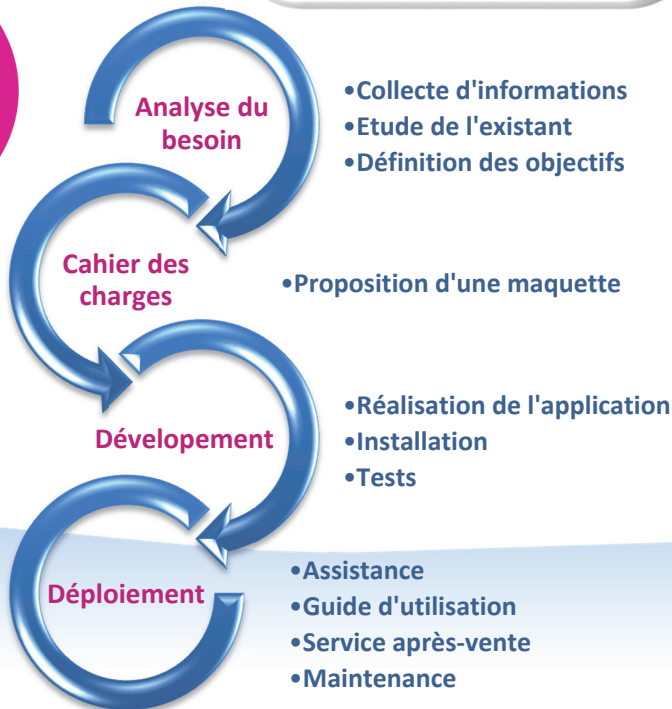 Analyse du
besoin
•Collecte d'informations
•Etude de l'existant
•Définition des objectifs
Cahier des
charges
•Proposition d'une maquette
Dévelopement
•Réalisation de l'application
•Installation
•Tests
Déploiement
•Assistance
•Guide d'utilisation
•Service après-vente
•Maintenance